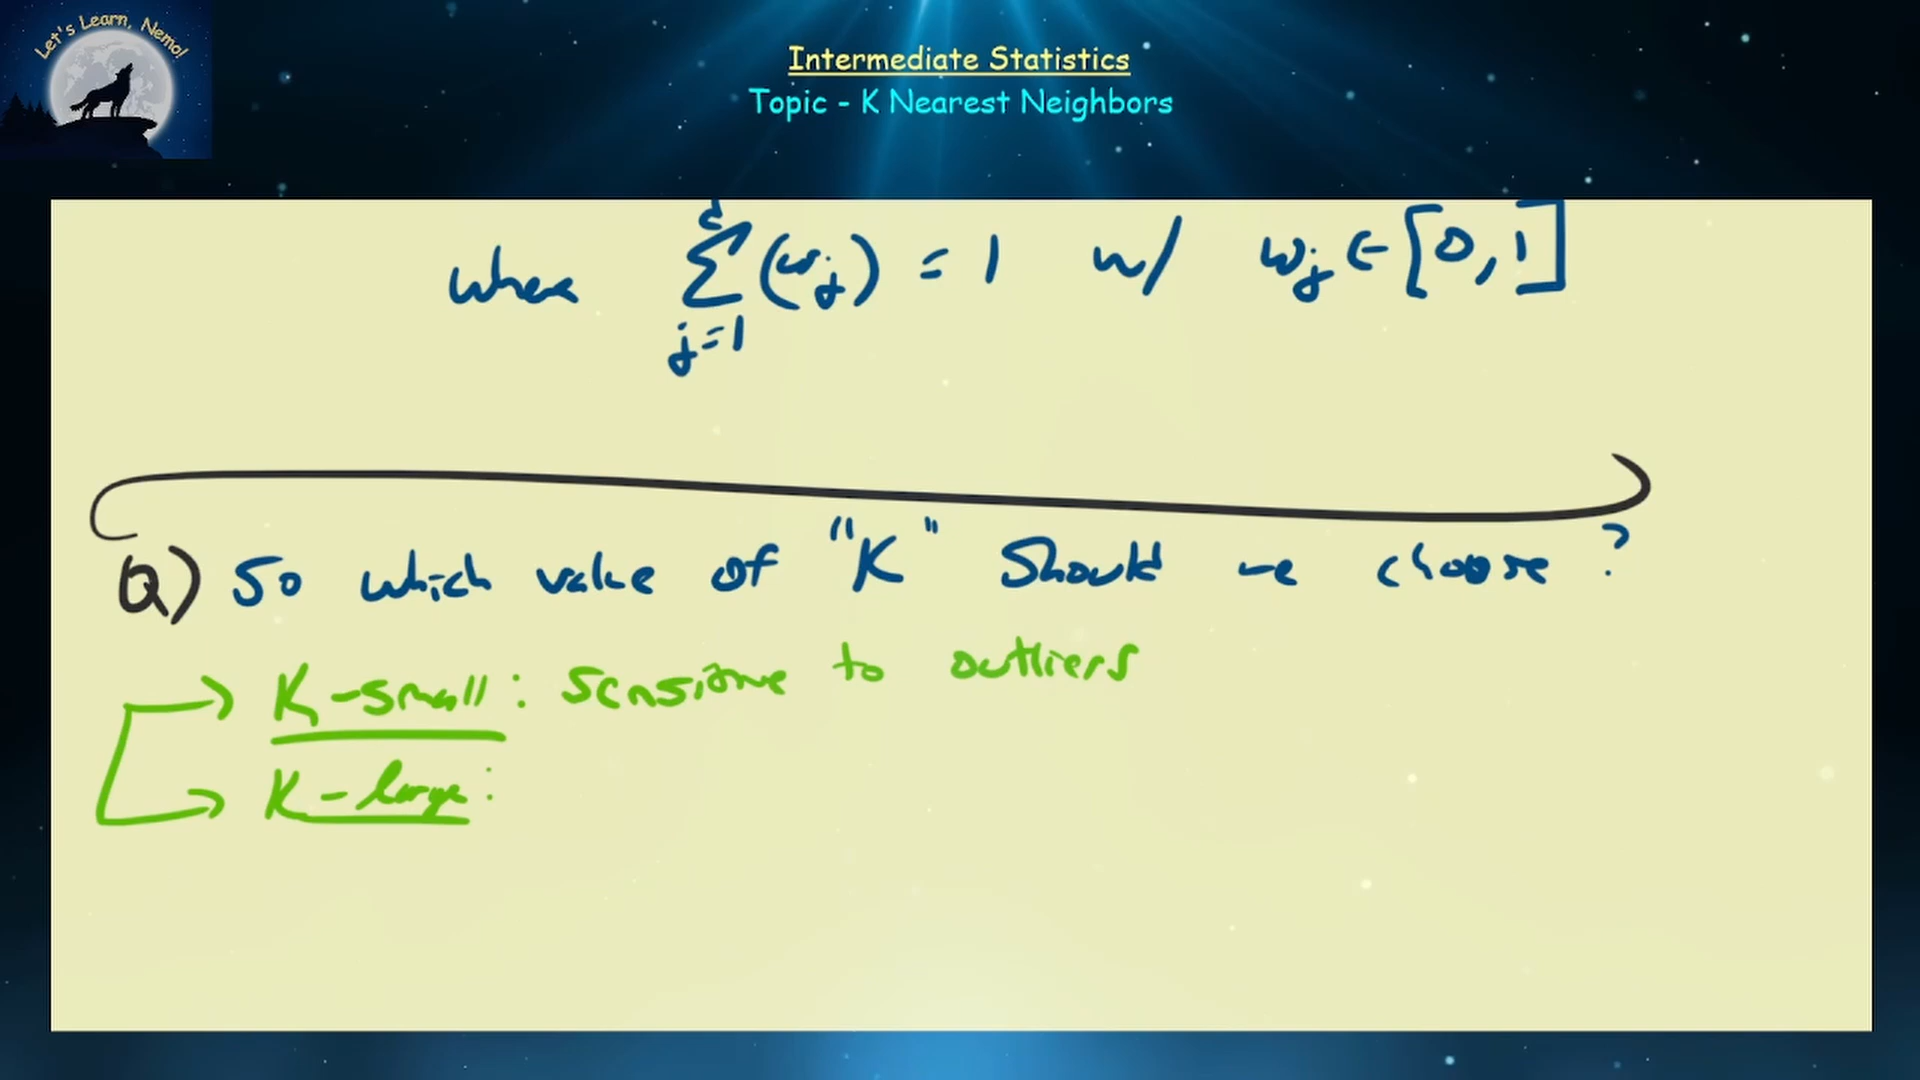 Let's Learn, Nemo!
Intermediate Statistics
Topic - K Nearest Neighbors
where Σ (wj) = 1 w/ wj ∈ [0,1]
j=1
Q) So which value of "K" Should we choose?
K-small: sensitive to outliers
K-large: